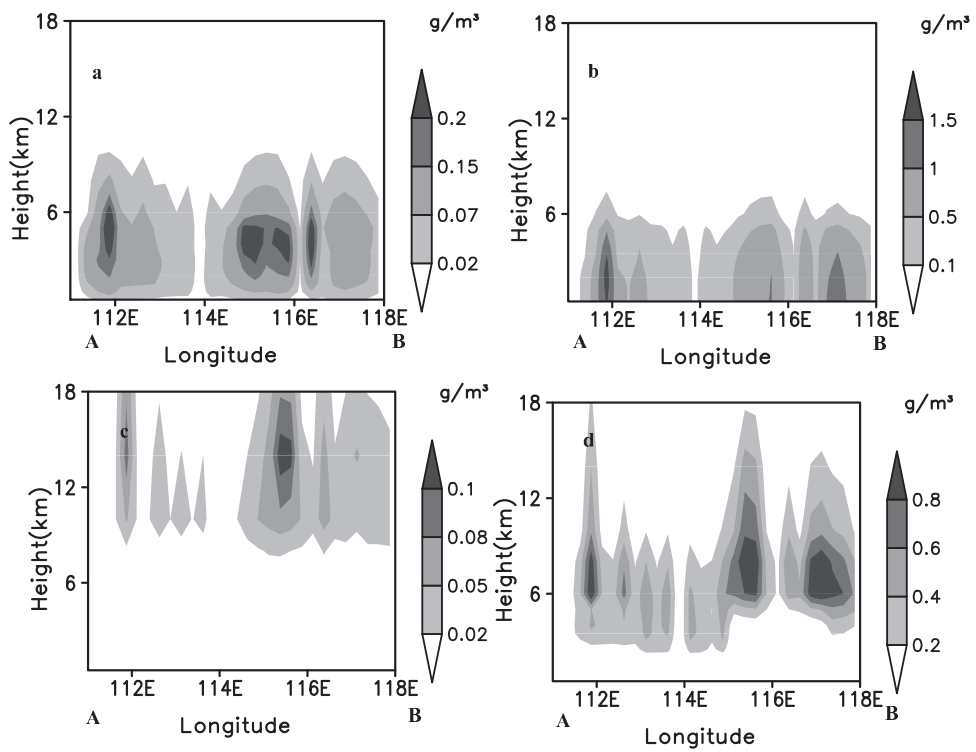 g/m³
18
12
6
Height(km)
a
0.2
0.15
0.07
0.02
112E 114E 116E 118E
A Longitude B
g/m³
18
12
6
Height(km)
b
1.5
1
0.5
0.1
112E 114E 116E 118E
A Longitude B
g/m³
18
12
6
Height(km)
c
0.1
0.08
0.05
0.02
112E 114E 116E 118E
A Longitude B
g/m³
18
12
6
Height(km)
d
0.8
0.6
0.4
0.2
112E 114E 116E 118E
A Longitude B